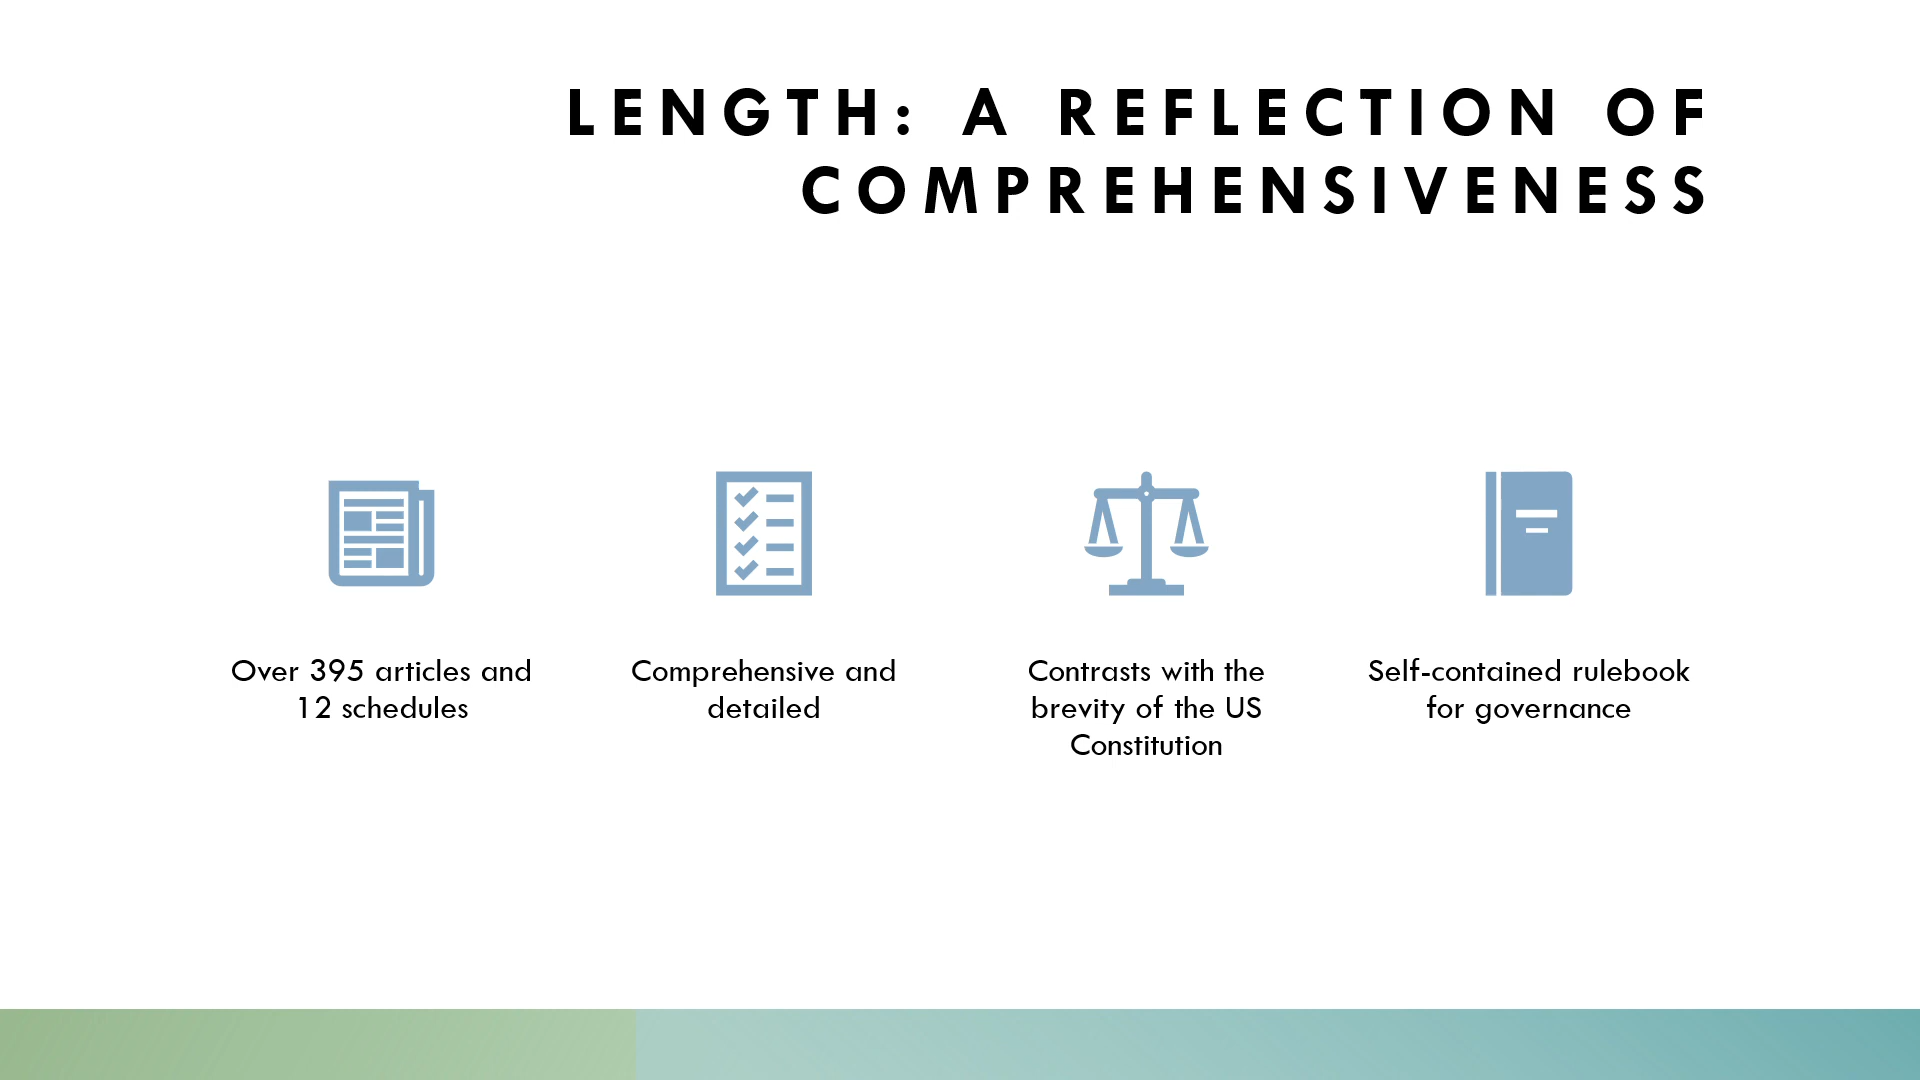 LENGTH: A REFLECTION OF
COMPREHENSIVENESS
Over 395 articles and
12 schedules
Comprehensive and
detailed
Contrasts with the
brevity of the US
Constitution
Self-contained rulebook
for governance